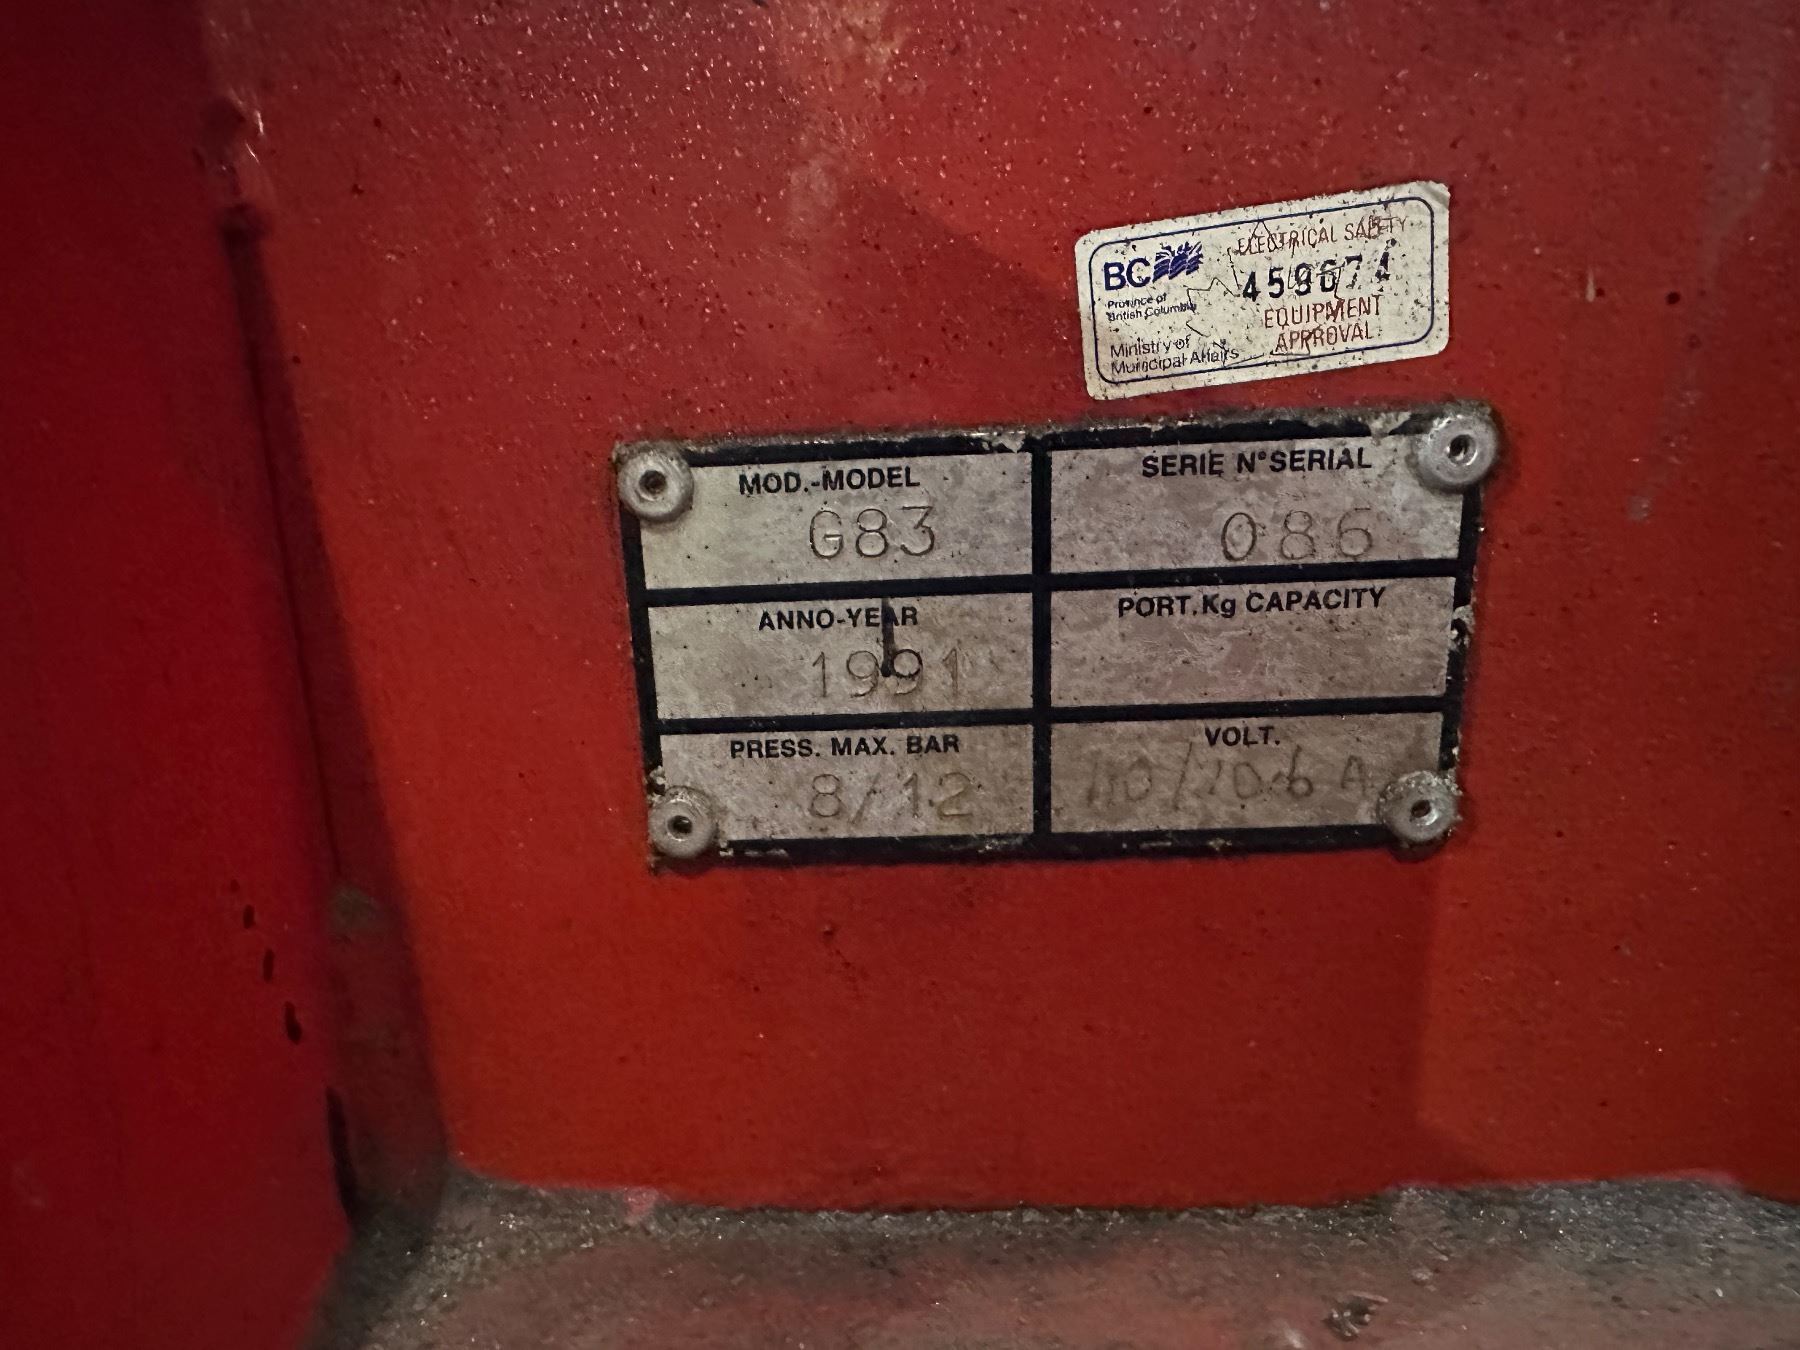 BC
Province of
British Columbia
Ministry of
Municipal Affairs
ELECTRICAL SAFETY
459674
EQUIPMENT
APPROVAL
MOD.-MODEL
G83
SERIE N°SERIAL
086
ANNO-YEAR
1991
PORT.Kg CAPACITY
PRESS. MAX. BAR
8/12
VOLT.